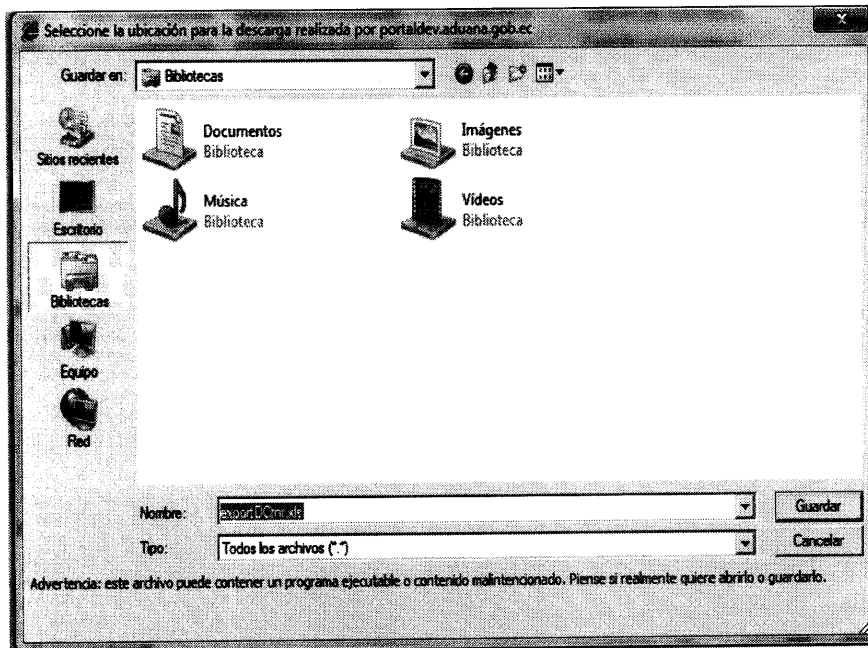 Seleccione la ubicación para la descarga realizada por portaldev.aduana.gob.ec
x
Guardar en:
Bibliotecas
Sitios recientes
Escritorio
Bibliotecas
Equipo
Red
Documentos
Biblioteca
Imágenes
Biblioteca
Música
Biblioteca
Vídeos
Biblioteca
Nombre:
Guardar
Tipo:
Todos los archivos (*.*)
Cancelar
Advertencia: este archivo puede contener un programa ejecutable o contenido malintencionado. Piense si realmente quiere abrirlo o guardarlo.